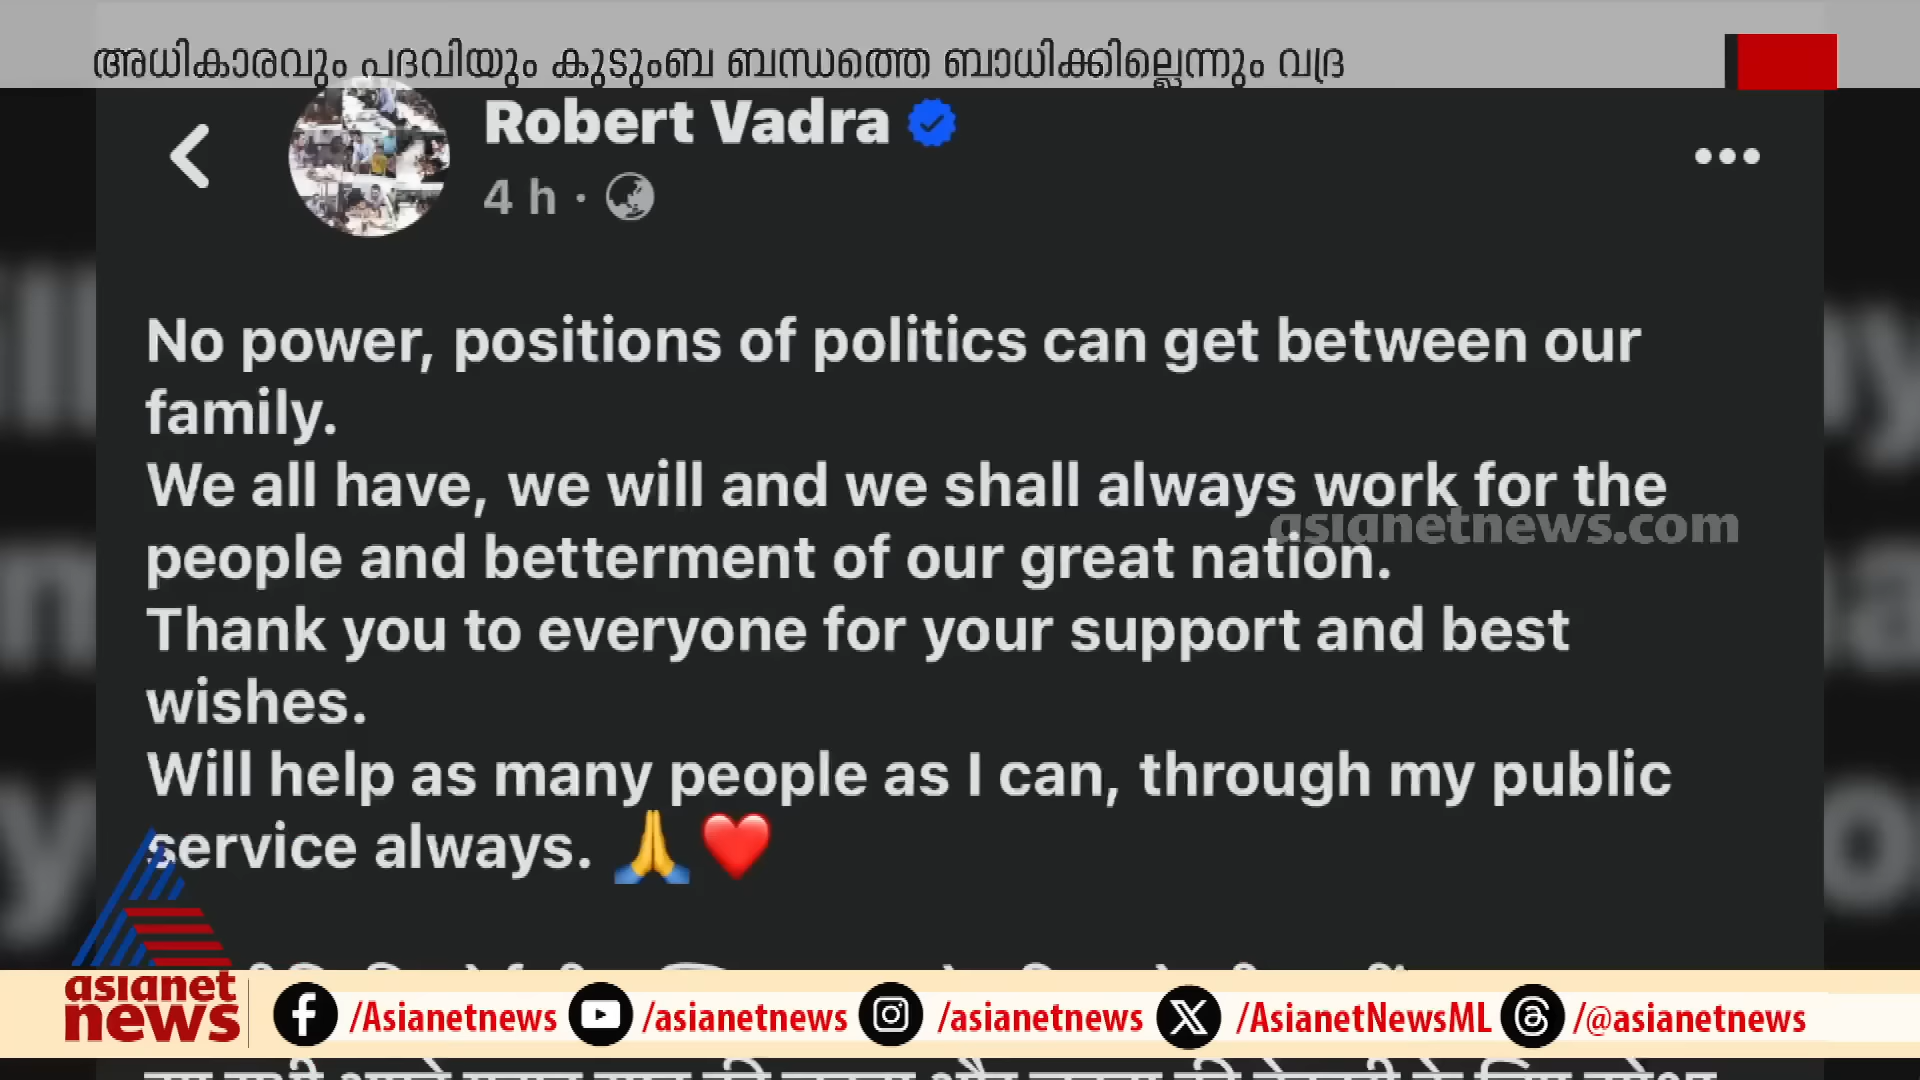 അധികാരവും പദവിയും കുടുംബ ബന്ധത്തെ ബാധിക്കില്ലെന്നും വദ്ര
Robert Vadra
4 h ·
No power, positions of politics can get between our
family.
We all have, we will and we shall always work for the
asianetnews.com
people and betterment of our great nation.
Thank you to everyone for your support and best
wishes.
Will help as many people as I can, through my public
service always. 🙏❤️
asianet
news
/Asianetnews /asianetnews /asianetnews /AsianetNewsML /@asianetnews